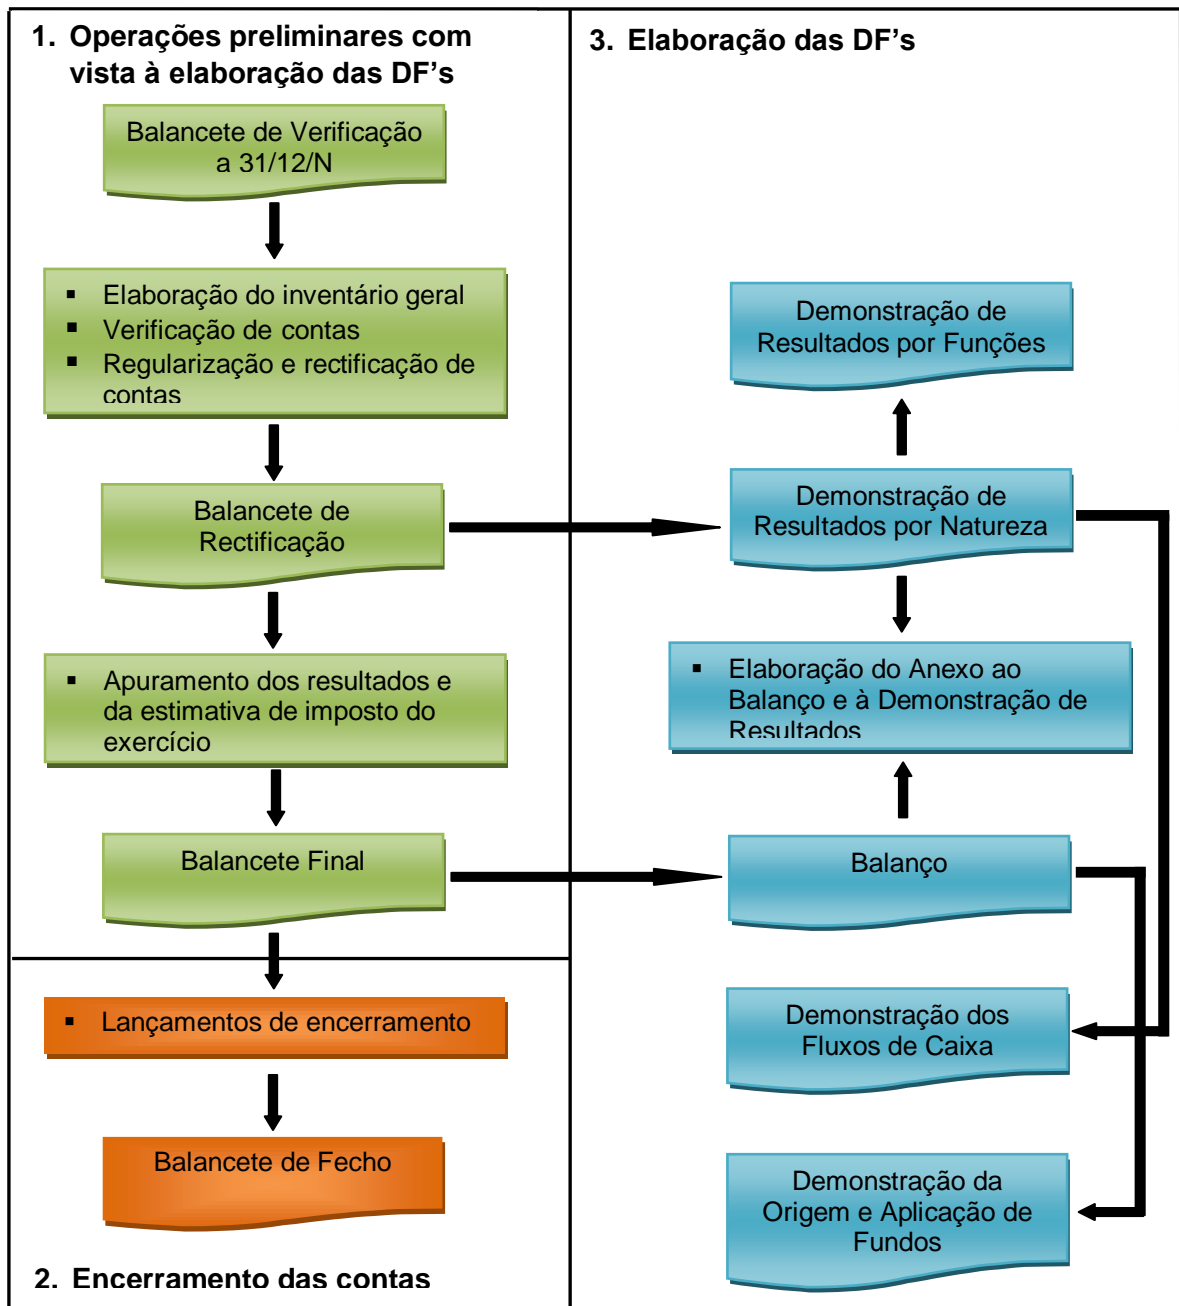 1. Operações preliminares com
vista à elaboração das DF's
Balancete de Verificação
a 31/12/N
▪ Elaboração do inventário geral
▪ Verificação de contas
▪ Regularização e rectificação de
contas
Balancete de
Rectificação
▪ Apuramento dos resultados e
da estimativa de imposto do
exercício
Balancete Final
▪ Lançamentos de encerramento
Balancete de Fecho
2. Encerramento das contas
3. Elaboração das DF's
Demonstração de
Resultados por Funções
Demonstração de
Resultados por Natureza
▪ Elaboração do Anexo ao
Balanço e à Demonstração de
Resultados
Balanço
Demonstração dos
Fluxos de Caixa
Demonstração da
Origem e Aplicação de
Fundos